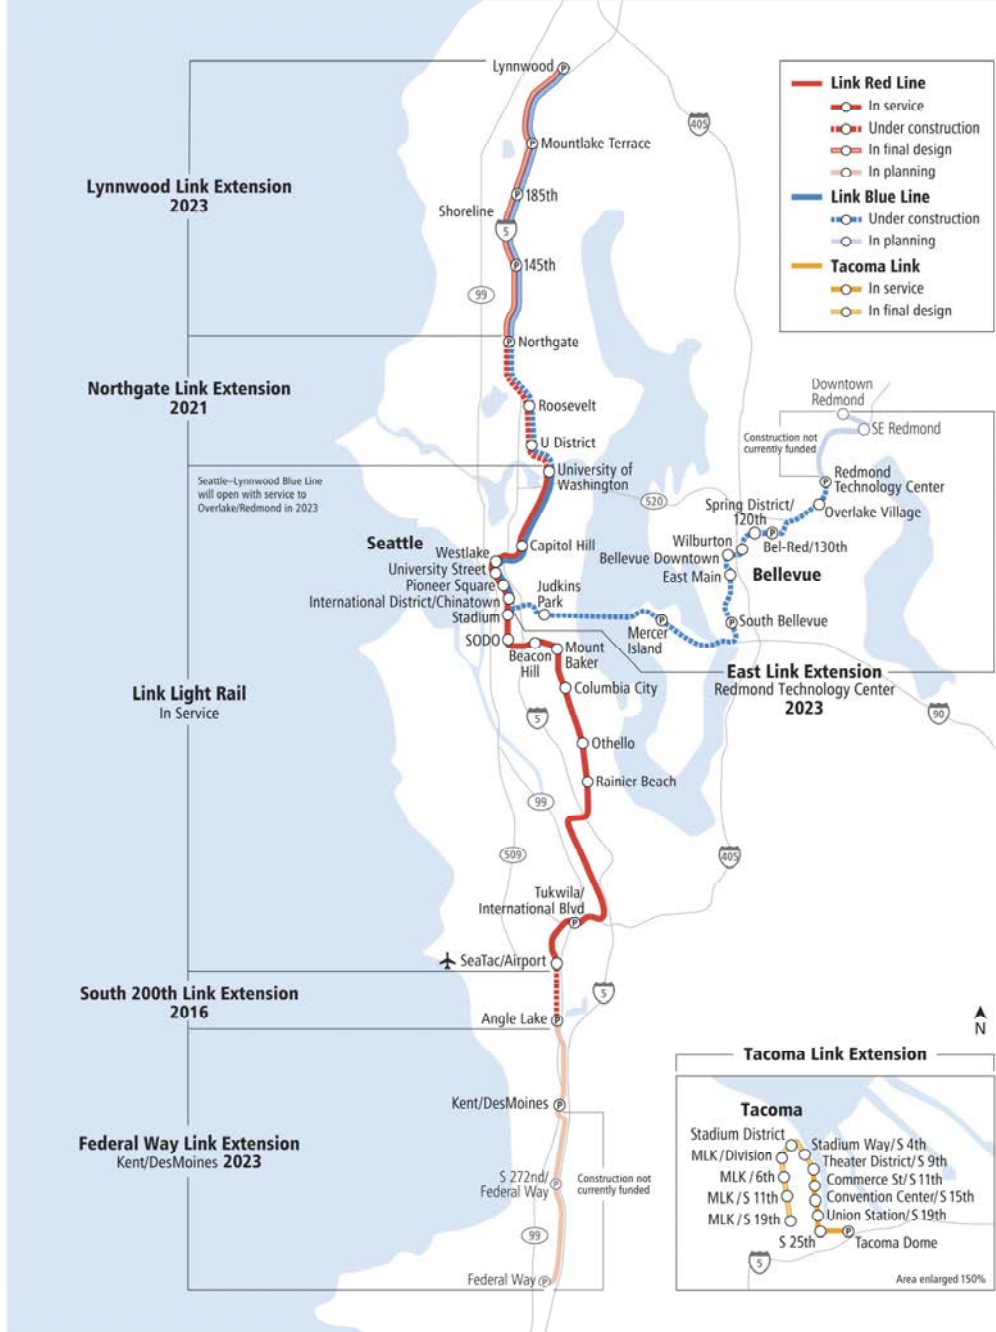 Lynnwood
405
Mountlake Terrace
185th
Shoreline
5
145th
99
Northgate
Lynnwood Link Extension
2023
Link Red Line
In service
Under construction
In final design
In planning
Link Blue Line
Under construction
In planning
Tacoma Link
In service
In final design
Northgate Link Extension
2021
Roosevelt
U District
University of
Washington
Seattle–Lynnwood Blue Line
will open with service to
Overlake/Redmond in 2023
520
Downtown
Redmond
SE Redmond
Construction not
currently funded
Redmond
Technology Center
Overlake Village
Spring District/
120th
Bel-Red/130th
Wilburton
Bellevue Downtown
East Main
Bellevue
South Bellevue
Seattle
Capitol Hill
Westlake
University Street
Pioneer Square
International District/Chinatown
Stadium
SODO
Judkins
Park
Mercer
Island
Beacon
Hill
Mount
Baker
East Link Extension
Redmond Technology Center
2023
90
Link Light Rail
In Service
Columbia City
5
Othello
Rainier Beach
99
509
405
Tukwila/
International Blvd
SeaTac/Airport
5
South 200th Link Extension
2016
Angle Lake
N
Kent/DesMoines
Federal Way Link Extension
Kent/DesMoines 2023
S 272nd/
Federal Way
Construction not
currently funded
99
Federal Way
Tacoma Link Extension
Tacoma
Stadium District
MLK/Division
MLK / 6th
MLK / S 11th
MLK / S 19th
Stadium Way/ S 4th
Theater District/ S 9th
Commerce St/ S 11th
Convention Center/ S 15th
Union Station/ S 19th
S 25th
Tacoma Dome
5
Area enlarged 150%
P